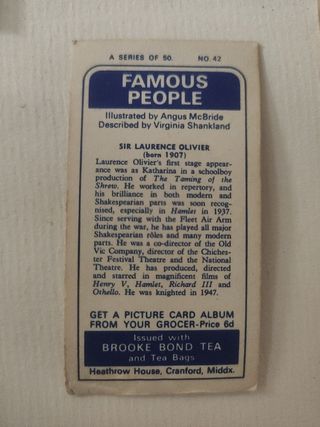 A SERIES OF 50. NO. 42
FAMOUS
PEOPLE
Illustrated by Angus McBride
Described by Virginia Shankland
SIR LAURENCE OLIVIER
(born 1907)
Laurence Olivier's first stage appear-
ance was as Katharina in a schoolboy
production of The Taming of the
Shrew. He worked in repertory, and
his brilliance in both modern and
Shakespearian parts was soon recog-
nised, especially in Hamlet in 1937.
Since serving with the Fleet Air Arm
during the war, he has played all major
Shakespearian rôles and many modern
parts. He was a co-director of the Old
Vic Company, director of the Chiches-
ter Festival Theatre and the National
Theatre. He has produced, directed
and starred in magnificent films of
Henry V, Hamlet, Richard III and
Othello. He was knighted in 1947.
GET A PICTURE CARD ALBUM
FROM YOUR GROCER-Price 6d
Issued with
BROOKE BOND TEA
and Tea Bags
Heathrow House, Cranford, Middx.